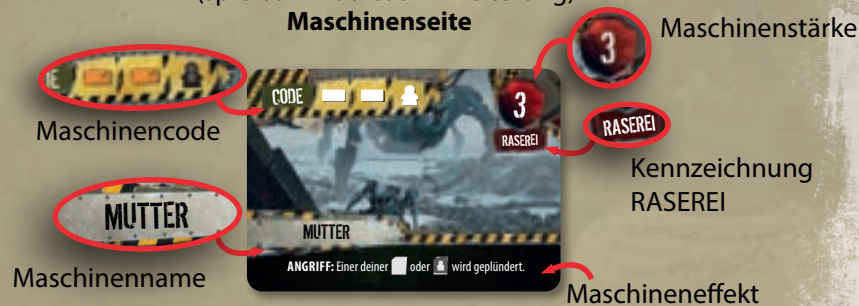 Maschinenseite
Maschinenstärke
3
CODE
3
RASEREI
RASEREI
Maschinencode
Kennzeichnung
RASEREI
MUTTER
MUTTER
ANGRIFF: Einer deiner oder wird geplündert.
Maschinenname
Maschineneffekt